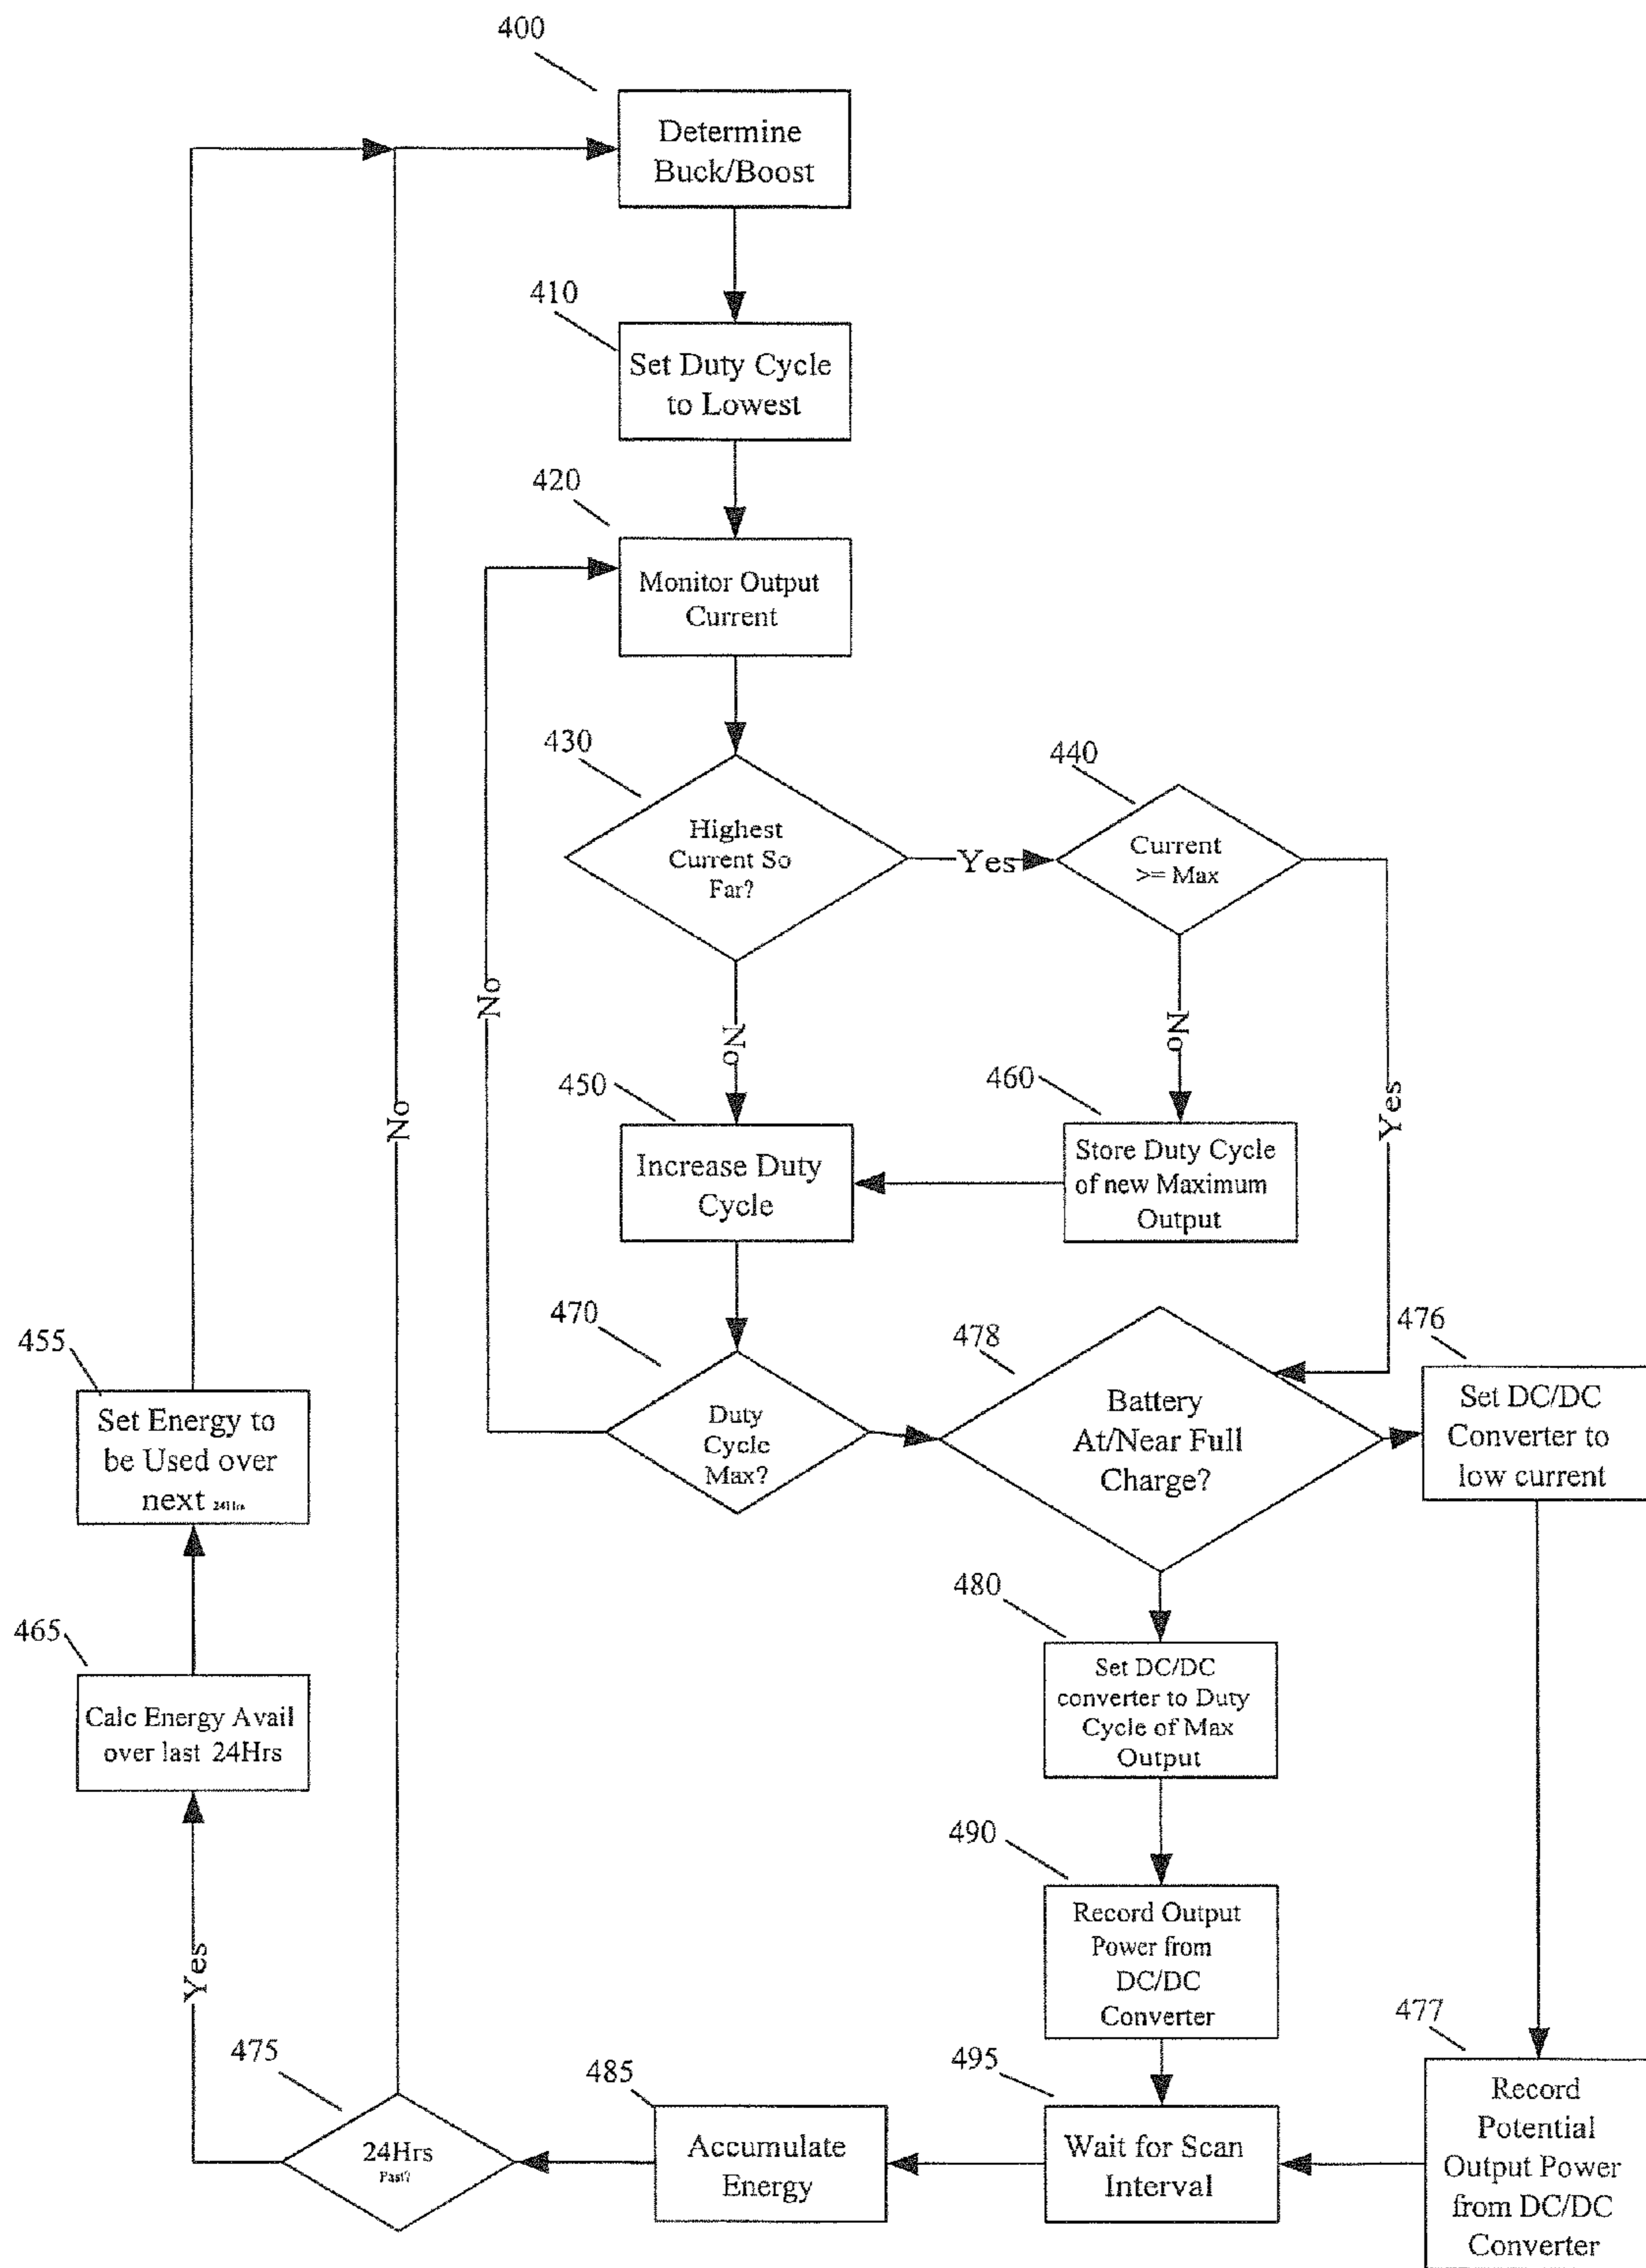 400
Determine
Buck/Boost
410
Set Duty Cycle
to Lowest
420
Monitor Output
Current
430
Highest
Current So
Far?
Yes
440
Current
>= Max
No
No
No
No
Yes
450
Increase Duty
Cycle
460
Store Duty Cycle
of new Maximum
Output
470
Duty
Cycle
Max?
478
Battery
At/Near Full
Charge?
476
Set DC/DC
Converter to
low current
455
Set Energy to
be Used over
next 24Hrs
465
Calc Energy Avail
over last 24Hrs
480
Set DC/DC
converter to Duty
Cycle of Max
Output
490
Record Output
Power from
DC/DC
Converter
Yes
475
24Hrs
Past?
485
Accumulate
Energy
495
Wait for Scan
Interval
477
Record
Potential
Output Power
from DC/DC
Converter